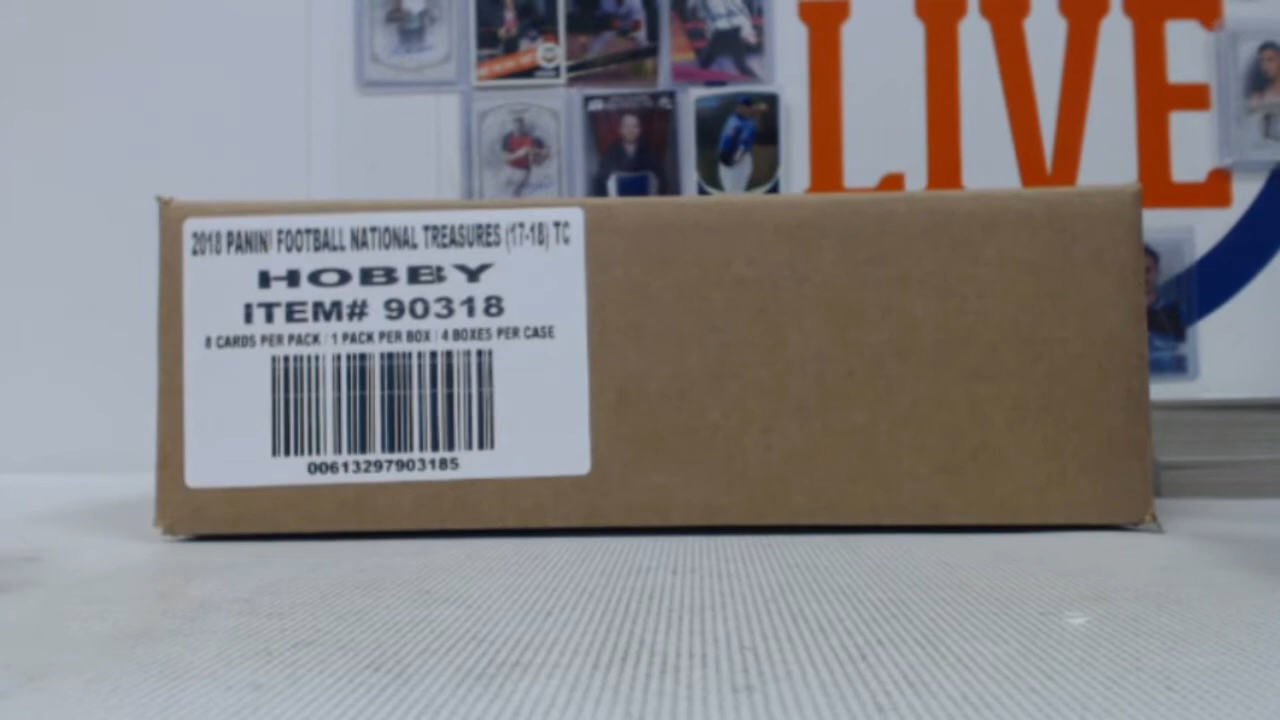 LIVE
2018 PANINI FOOTBALL NATIONAL TREASURES (17-18) TC
HOBBY
ITEM# 90318
8 CARDS PER PACK | 1 PACK PER BOX | 4 BOXES PER CASE
00613297903185